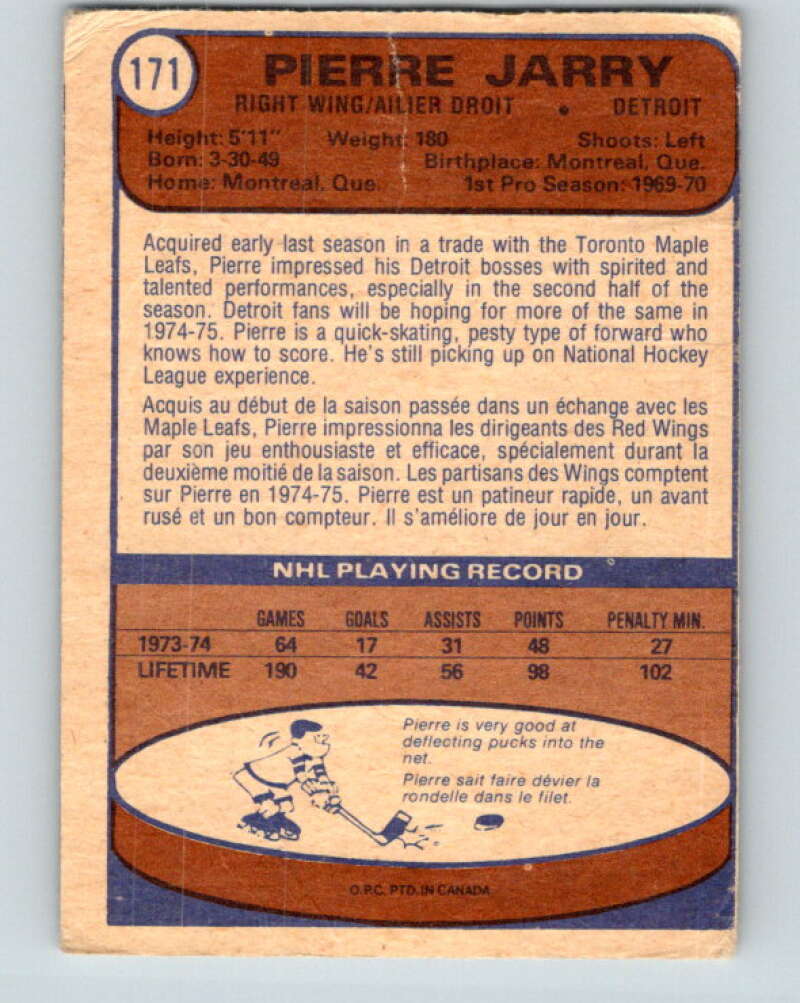 171
PIERRE JARRY
RIGHT WING/AILIER DROIT • DETROIT
Height: 5'11" Weight: 180 Shoots: Left
Born: 3-30-49 Birthplace: Montreal, Que.
Home: Montreal, Que. 1st Pro Season: 1969-70
Acquired early last season in a trade with the Toronto Maple
Leafs, Pierre impressed his Detroit bosses with spirited and
talented performances, especially in the second half of the
season. Detroit fans will be hoping for more of the same in
1974-75. Pierre is a quick-skating, pesty type of forward who
knows how to score. He's still picking up on National Hockey
League experience.
Acquis au début de la saison passée dans un échange avec les
Maple Leafs, Pierre impressionna les dirigeants des Red Wings
par son jeu enthousiaste et efficace, spécialement durant la
deuxième moitié de la saison. Les partisans des Wings comptent
sur Pierre en 1974-75. Pierre est un patineur rapide, un avant
rusé et un bon compteur. Il s'améliore de jour en jour.
NHL PLAYING RECORD
GAMES GOALS ASSISTS POINTS PENALTY MIN.
1973-74 64 17 31 48 27
LIFETIME 190 42 56 98 102
Pierre is very good at
deflecting pucks into the
net.
Pierre sait faire dévier la
rondelle dans le filet.
O.P.C. PTD. IN CANADA